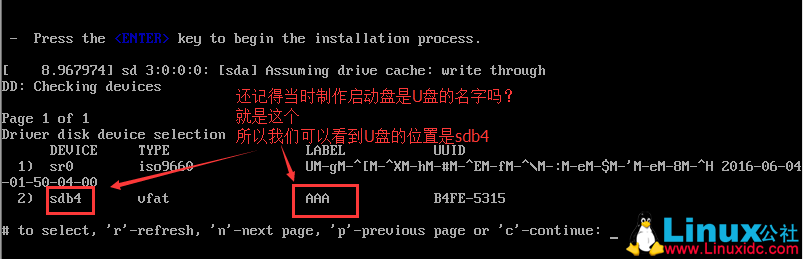 -  Press the <ENTER> key to begin the installation process.
[    8.967974] sd 3:0:0:0: [sda] Assuming drive cache: write through
DD: Checking devices
还记得当时制作启动盘是U盘的名字吗?
就是这个
所以我们可以看到U盘的位置是sdb4
Page 1 of 1
Driver disk device selection
DEVICE TYPE LABEL UUID
1) sr0 iso9660 UM-gM-^[M-^XM-hM-#M-^EM-fM-^\M-:M-eM-$M-'M-eM-8M-^H 2016-06-04
-01-50-04-00
2) sdb4 vfat AAA B4FE-5315
# to select, 'r'-refresh, 'n'-next page, 'p'-previous page or 'c'-continue: _
Linux公社
www.Linuxidc.com